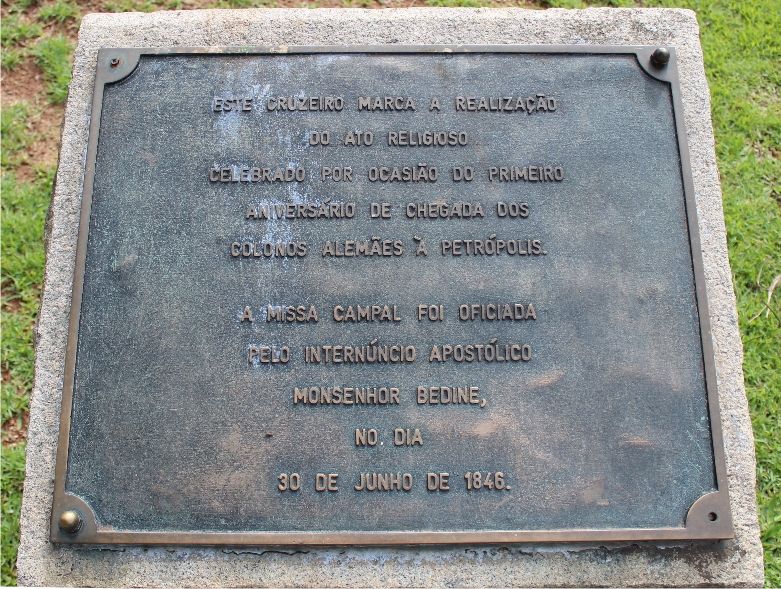 ESTE CRUZEIRO MARCA A REALIZAÇÃO
DO ATO RELIGIOSO
CELEBRADO POR OCASIÃO DO PRIMEIRO
ANIVERSÁRIO DE CHEGADA DOS
COLONOS ALEMÃES À PETRÓPOLIS.
A MISSA CAMPAL FOI OFICIADA
PELO INTERNÚNCIO APOSTÓLICO
MONSENHOR BEDINE,
NO. DIA
30 DE JUNHO DE 1846.